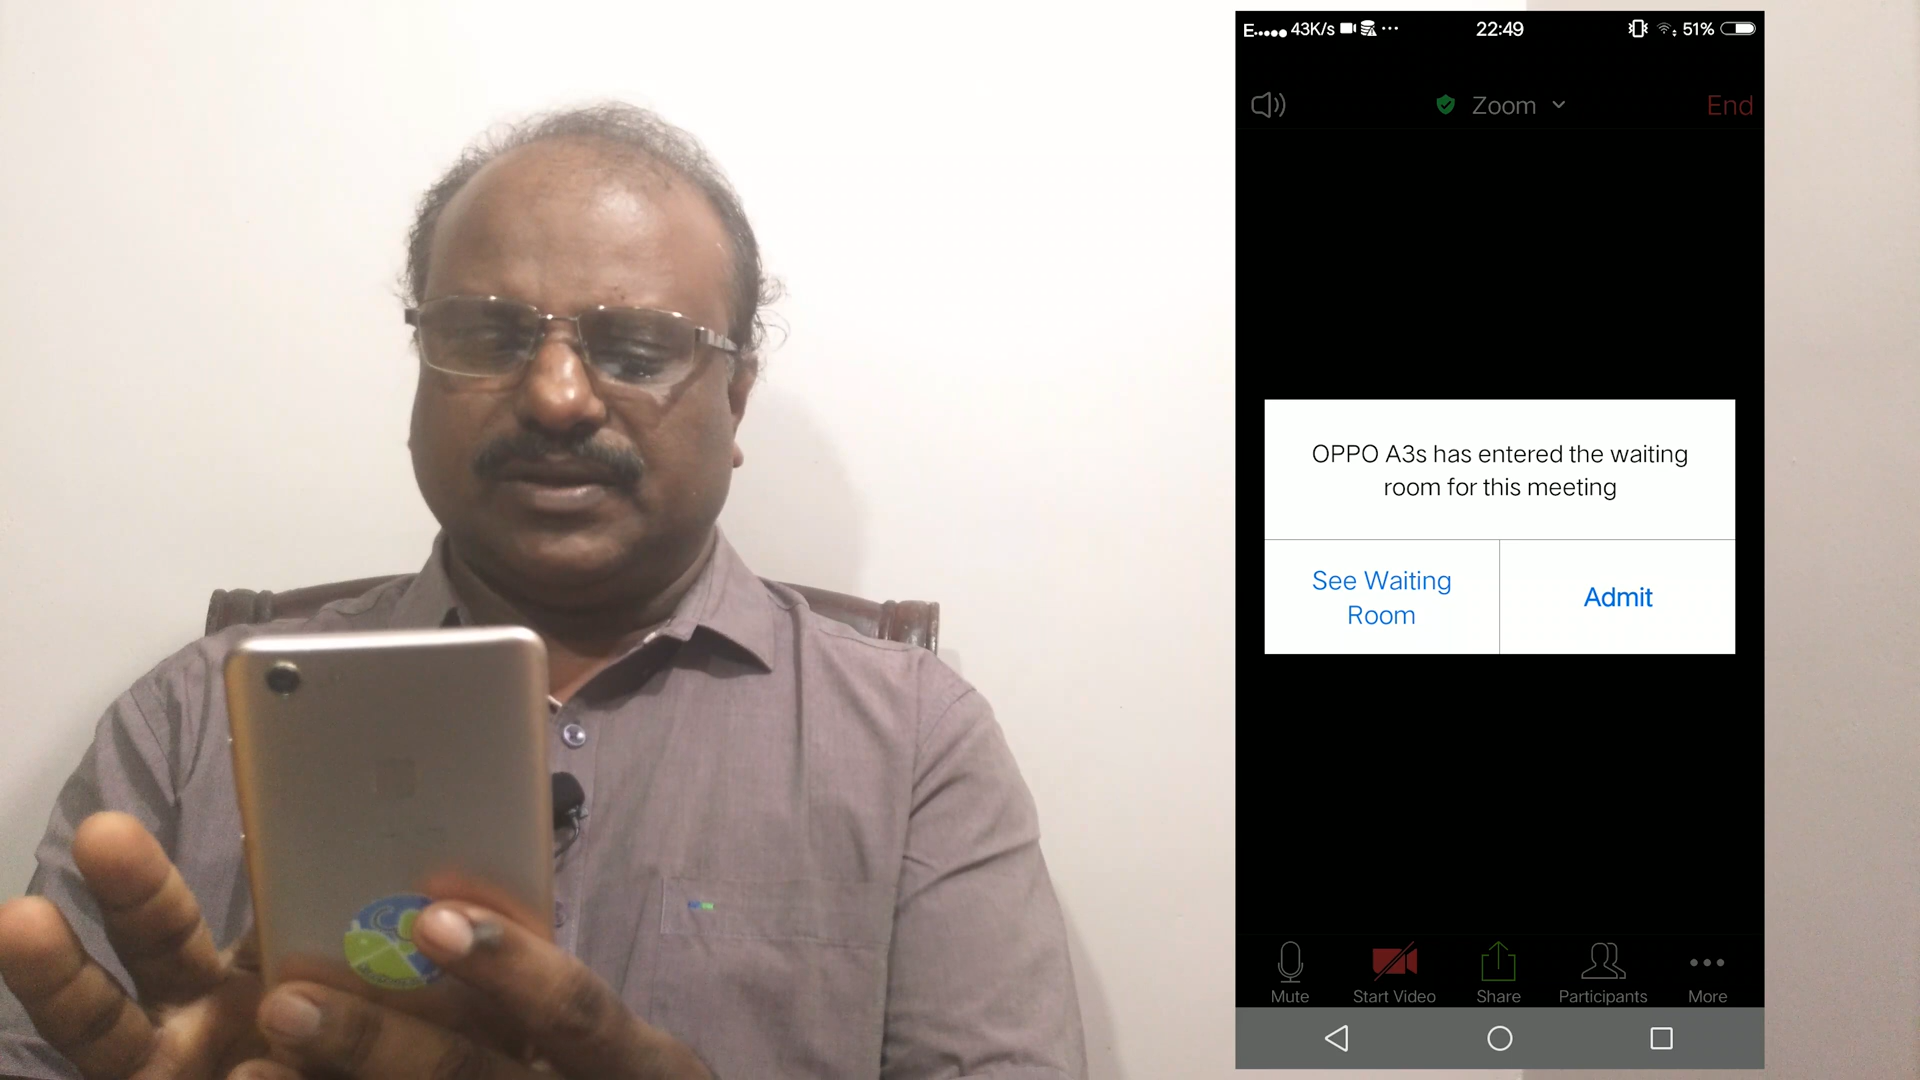 E..... 43K/s ... 22:49 51%
Zoom End
OPPO A3s has entered the waiting
room for this meeting
See Waiting
Room
Admit
Mute Start Video Share Participants More